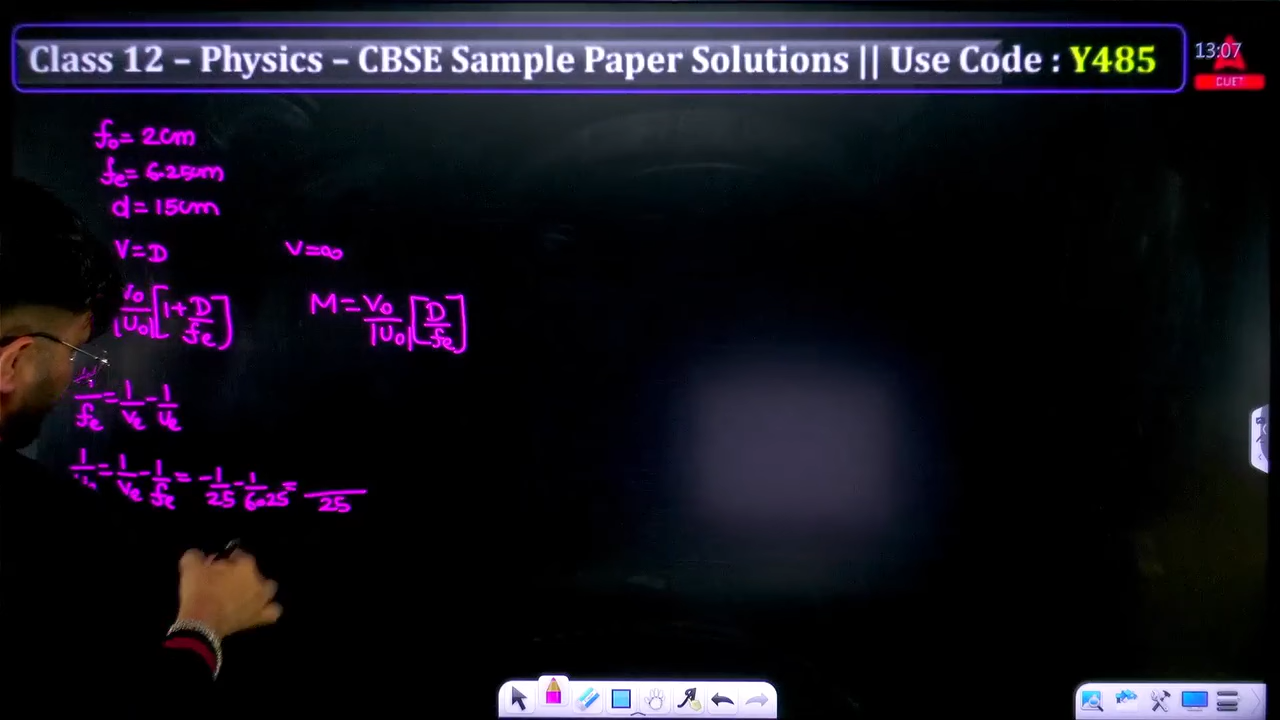 Class 12 – Physics – CBSE Sample Paper Solutions || Use Code : Y485
13:07
CUET
f₀ = 2cm
fₑ = 6.25cm
d = 15cm
V = D V = ∞
V₀/|U₀| [1 + D/fₑ] M = V₀/|U₀| [D/fₑ]
1/fₑ = 1/Vₑ - 1/Uₑ
1/Uₑ = 1/Vₑ - 1/fₑ = -1/25 - 1/6.25 = /25